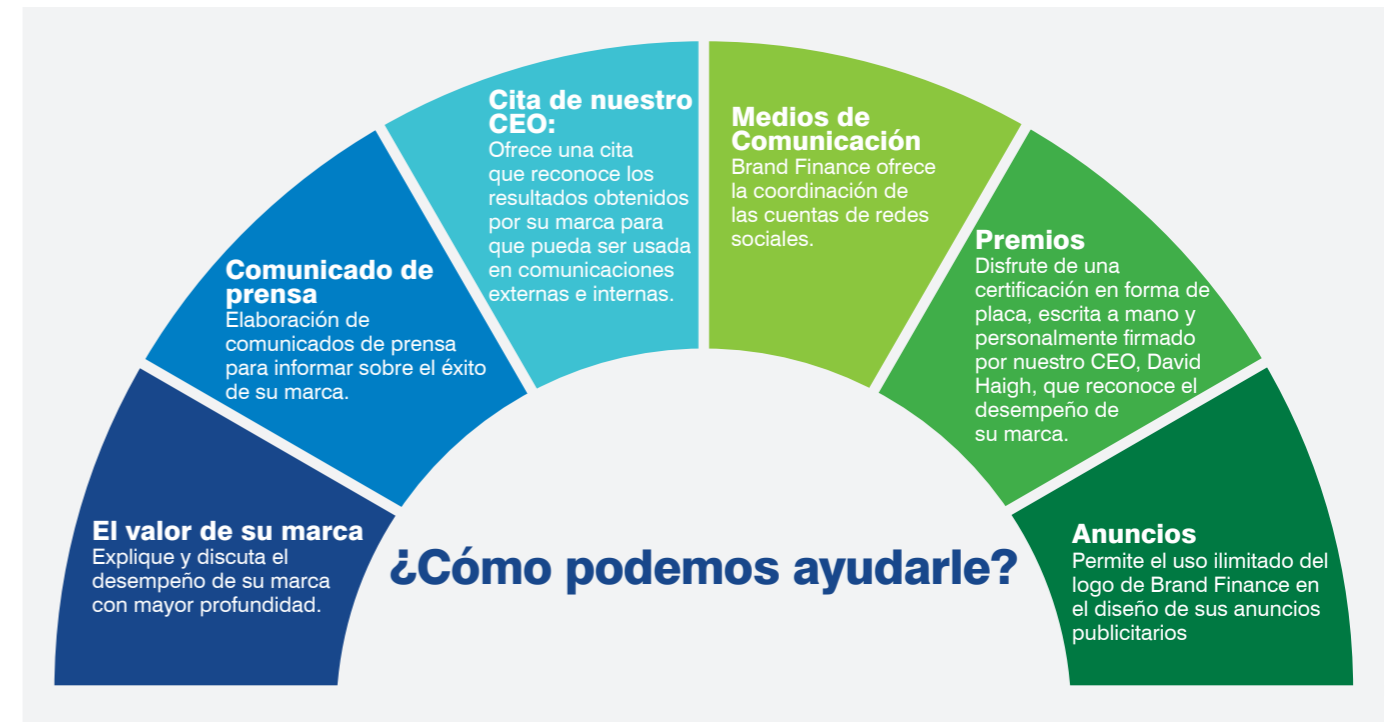 El valor de su marca
Explique y discuta el
desempeño de su marca
con mayor profundidad.
Comunicado de
prensa
Elaboración de
comunicados de prensa
para informar sobre el éxito
de su marca.
Cita de nuestro
CEO:
Ofrece una cita
que reconoce los
resultados obtenidos
por su marca para
que pueda ser usada
en comunicaciones
externas e internas.
Medios de
Comunicación
Brand Finance ofrece
la coordinación de
las cuentas de redes
sociales.
Premios
Disfrute de una
certificación en forma de
placa, escrita a mano y
personalmente firmado
por nuestro CEO, David
Haigh, que reconoce el
desempeño de
su marca.
Anuncios
Permite el uso ilimitado del
logo de Brand Finance en
el diseño de sus anuncios
publicitarios
¿Cómo podemos ayudarle?